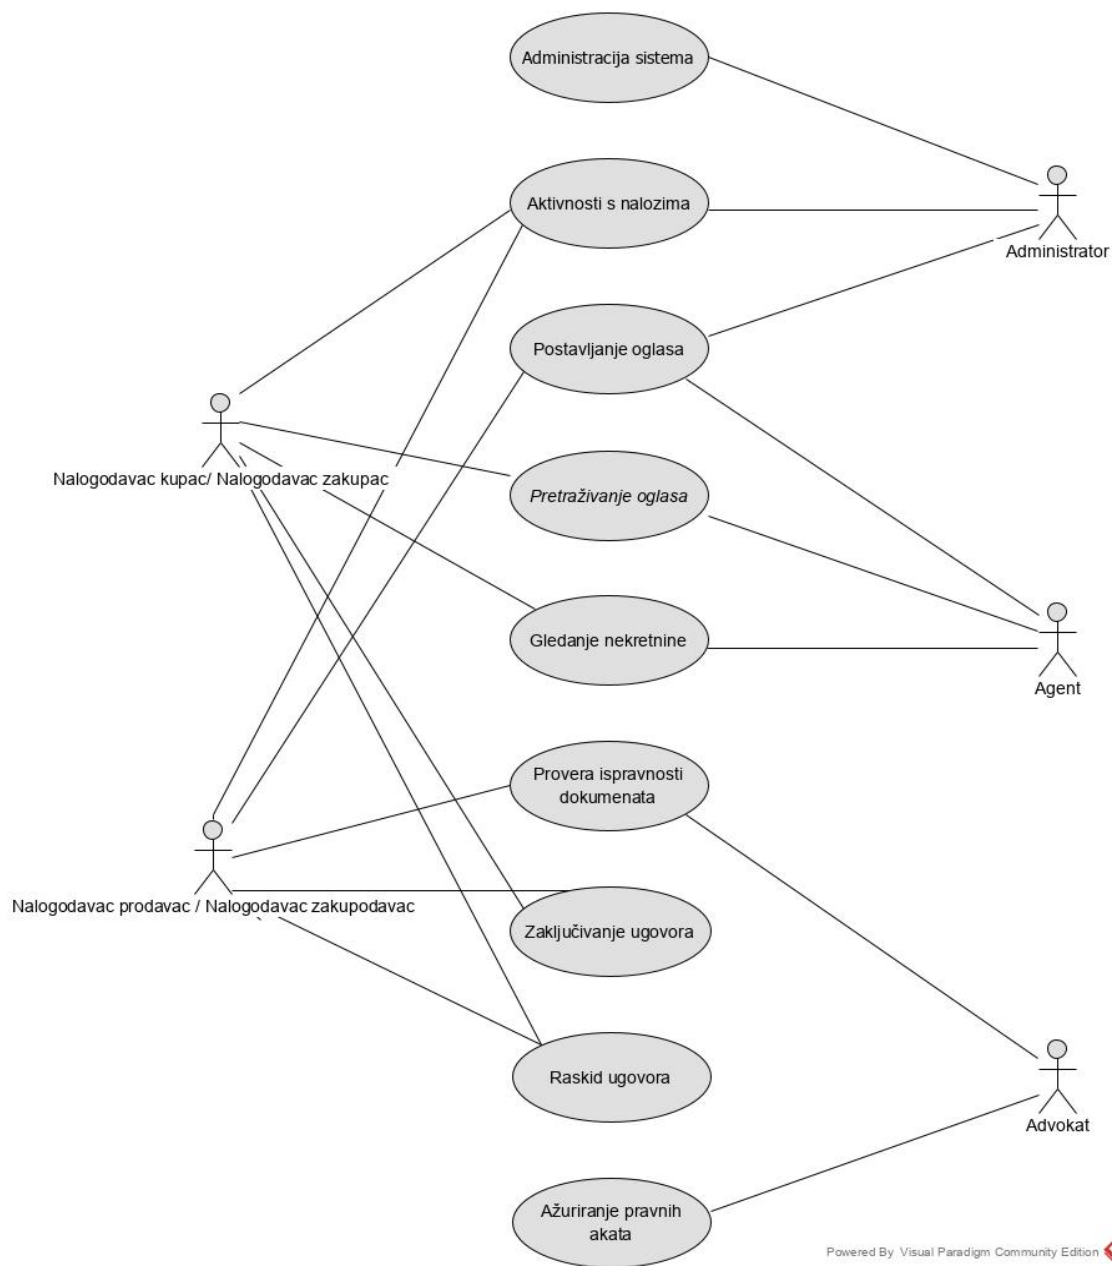 Administracija sistema
Aktivnosti s nalozima
Administrator
Postavljanje oglasa
Nalogodavac kupac/ Nalogodavac zakupac
Pretraživanje oglasa
Gledanje nekretnine
Agent
Provera ispravnosti
dokumenata
Nalogodavac prodavac / Nalogodavac zakupodavac
Zaključivanje ugovora
Raskid ugovora
Advokat
Ažuriranje pravnih
akata
Powered By Visual Paradigm Community Edition